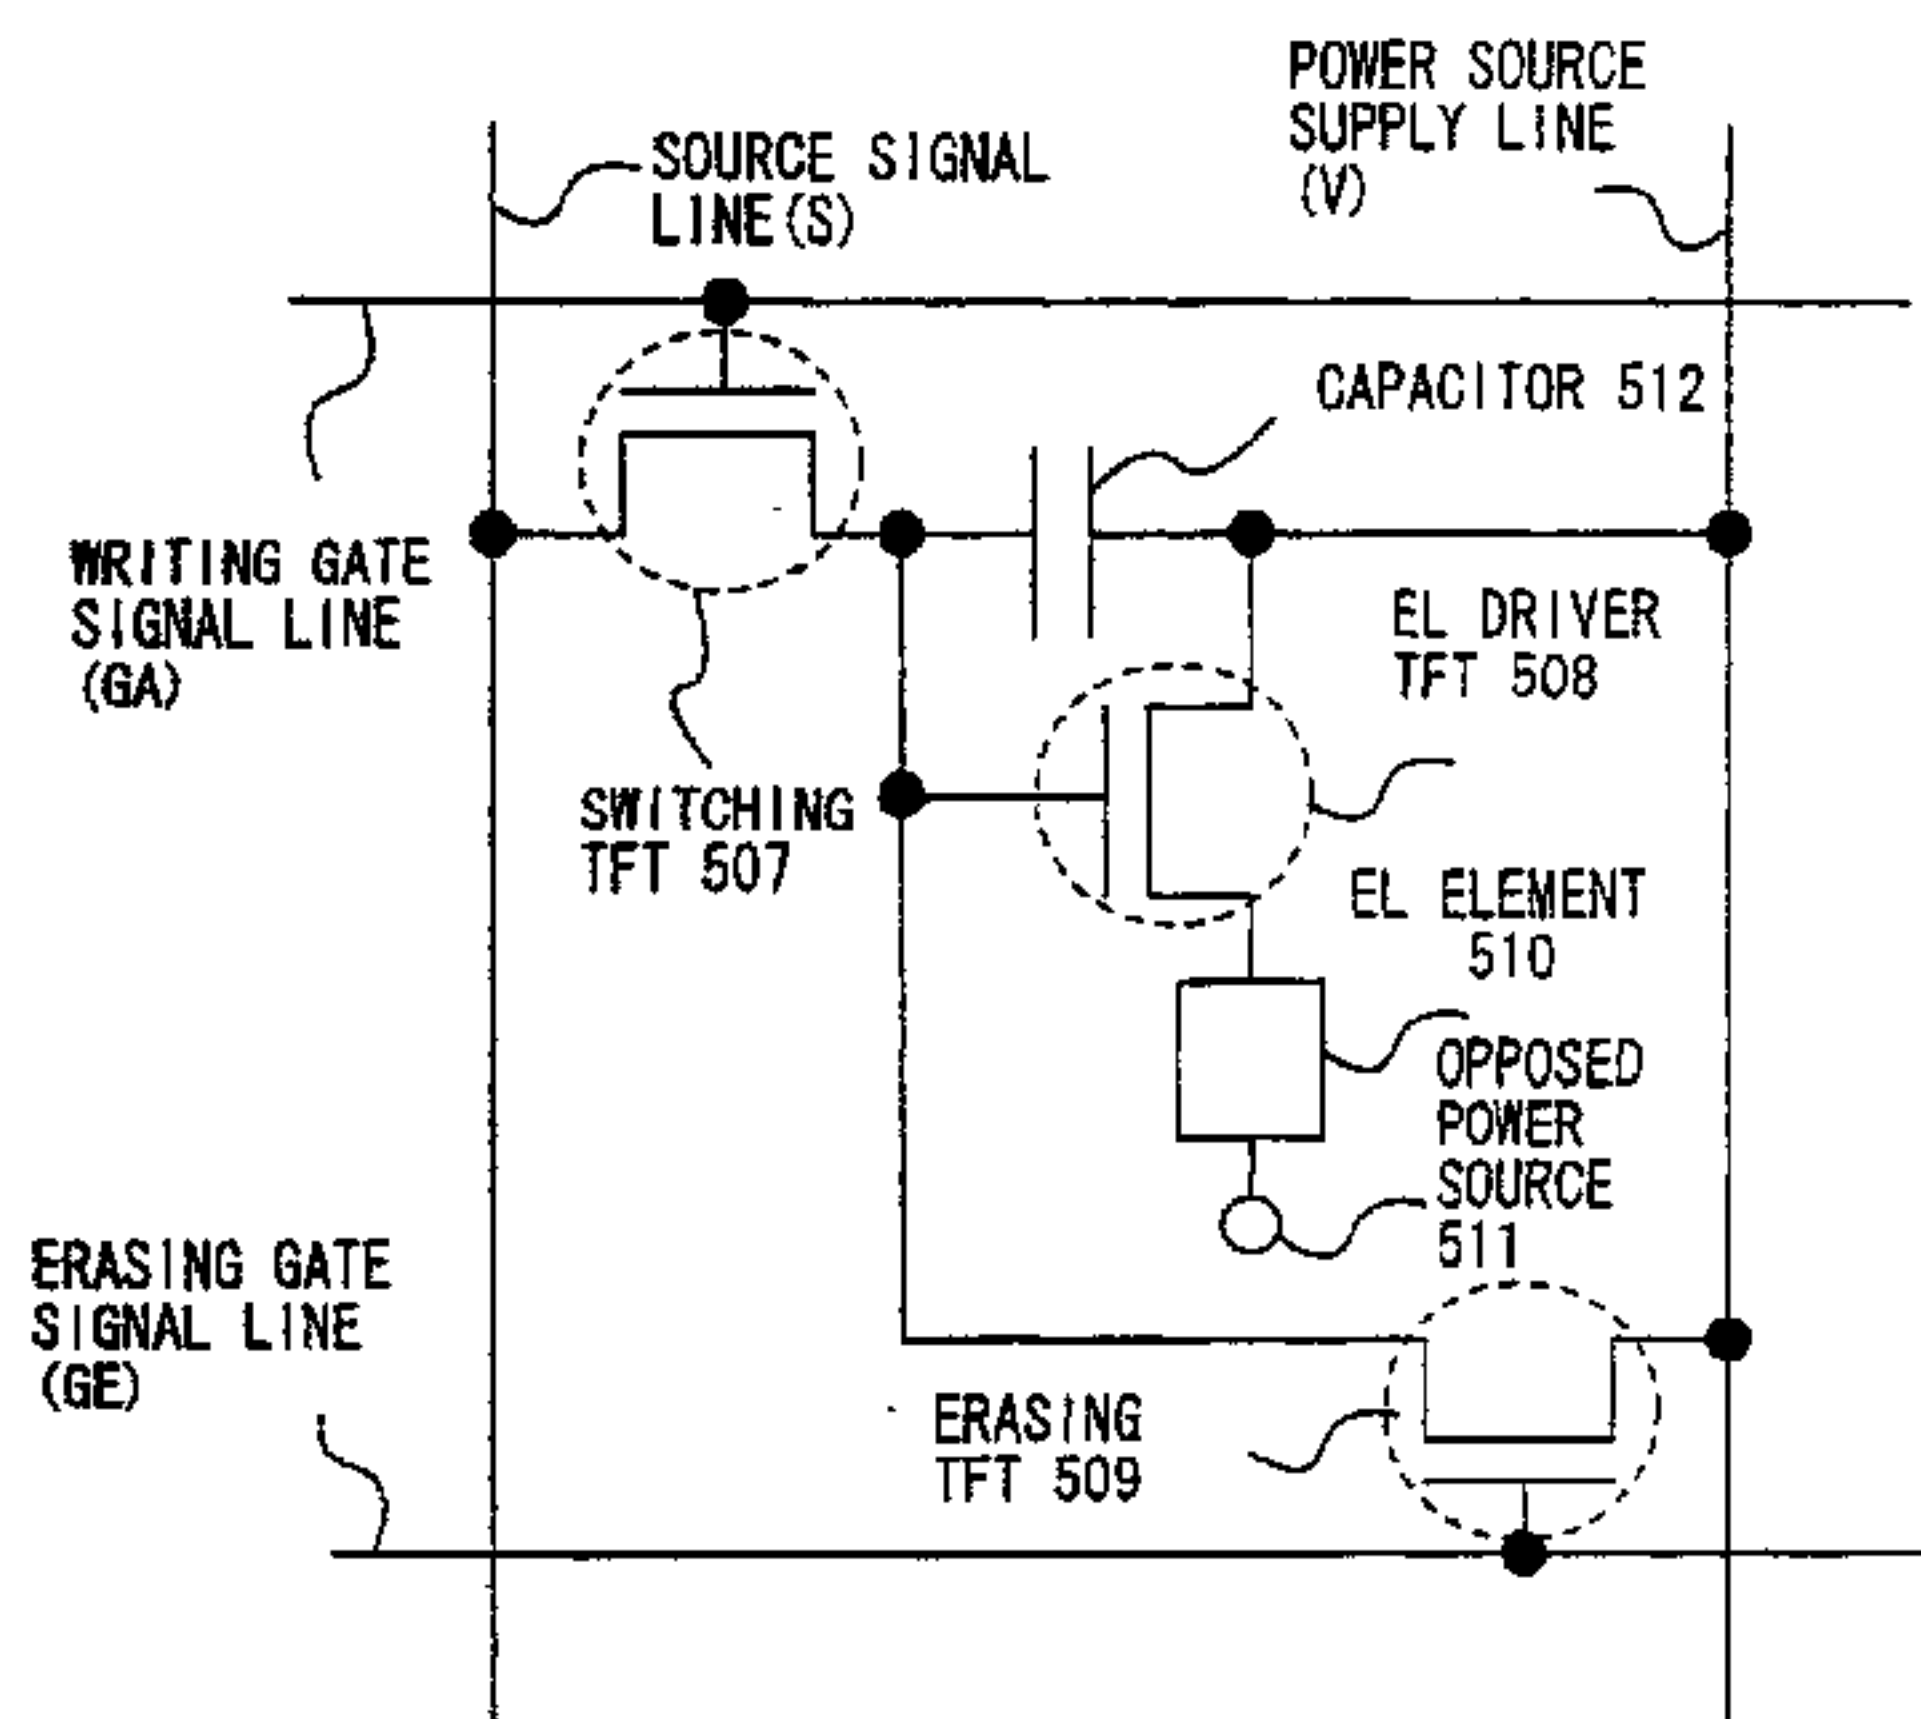 POWER SOURCE
SUPPLY LINE
(V)
SOURCE SIGNAL
LINE(S)
CAPACITOR 512
WRITING GATE
SIGNAL LINE
(GA)
EL DRIVER
TFT 508
SWITCHING
TFT 507
EL ELEMENT
510
OPPOSED
POWER
SOURCE
511
ERASING GATE
SIGNAL LINE
(GE)
ERASING
TFT 509